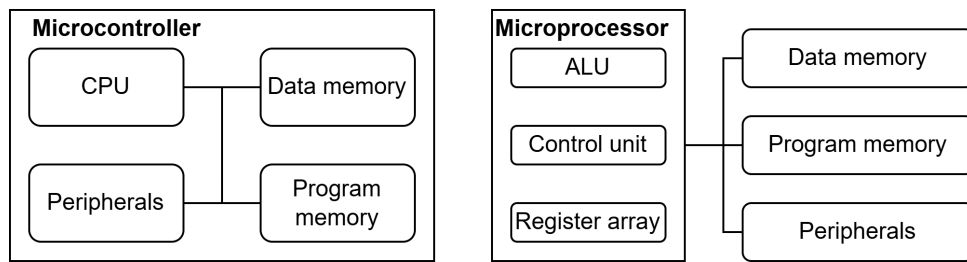 Microcontroller
CPU
Data memory
Peripherals
Program
memory
Microprocessor
ALU
Control unit
Register array
Data memory
Program memory
Peripherals